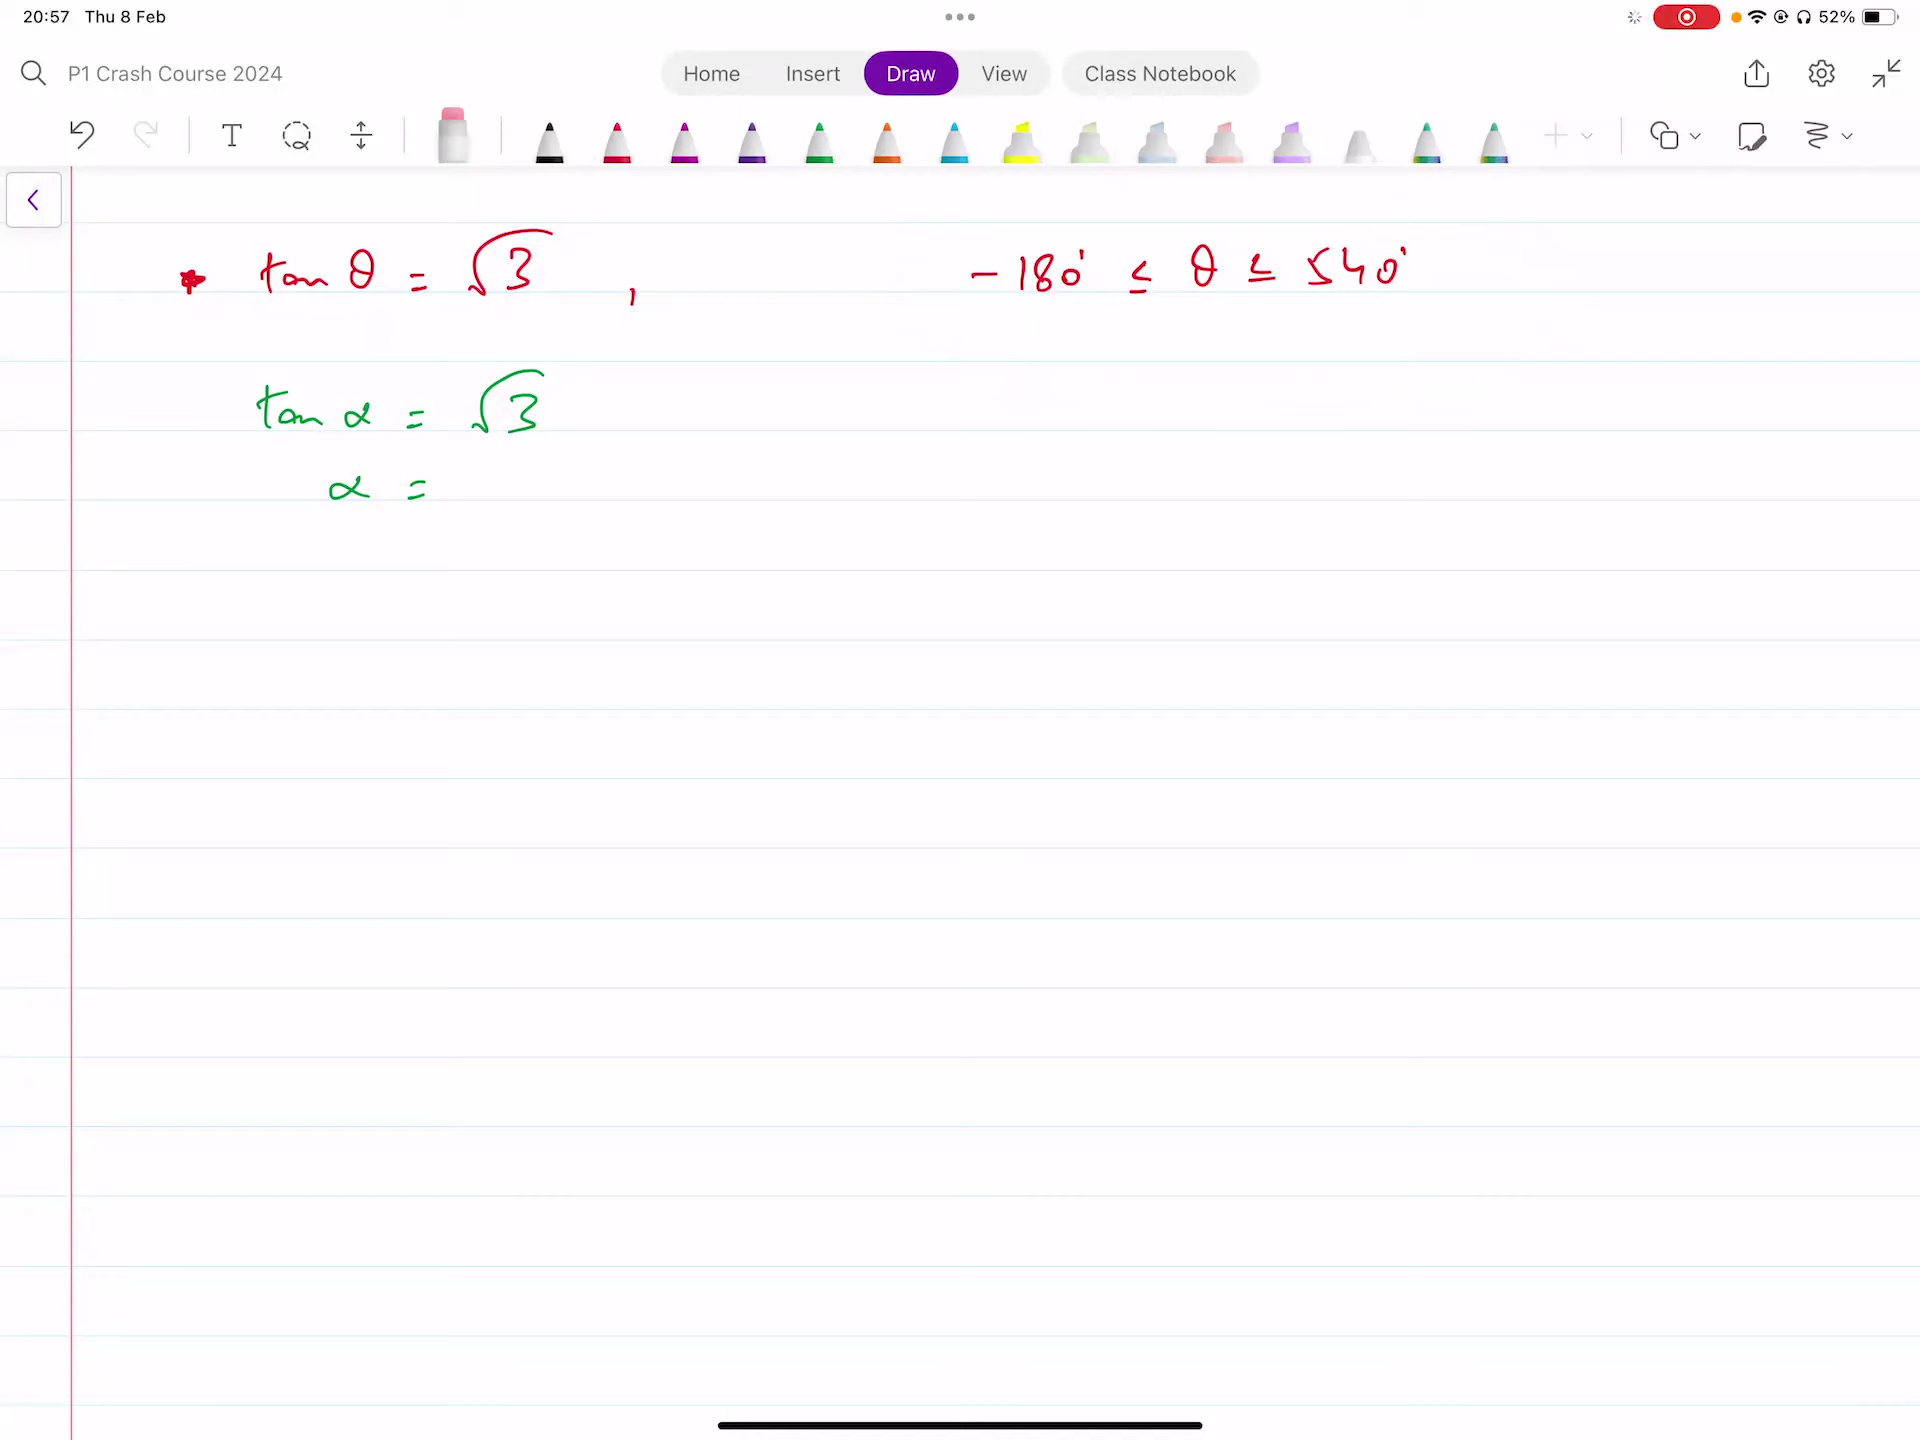 20:57 Thu 8 Feb 52%
P1 Crash Course 2024 Home Insert Draw View Class Notebook
T
* tan θ = √3 , -180° ≤ θ ≤ 540°
tan α = √3
α =